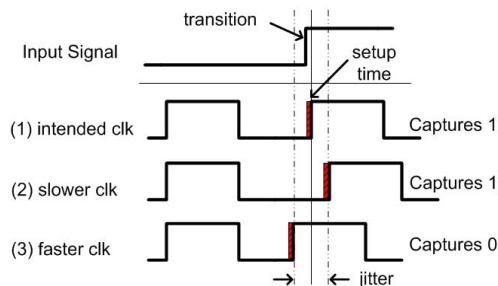 transition
Input Signal
setup
time
(1) intended clk
Captures 1
(2) slower clk
Captures 1
(3) faster clk
Captures 0
jitter